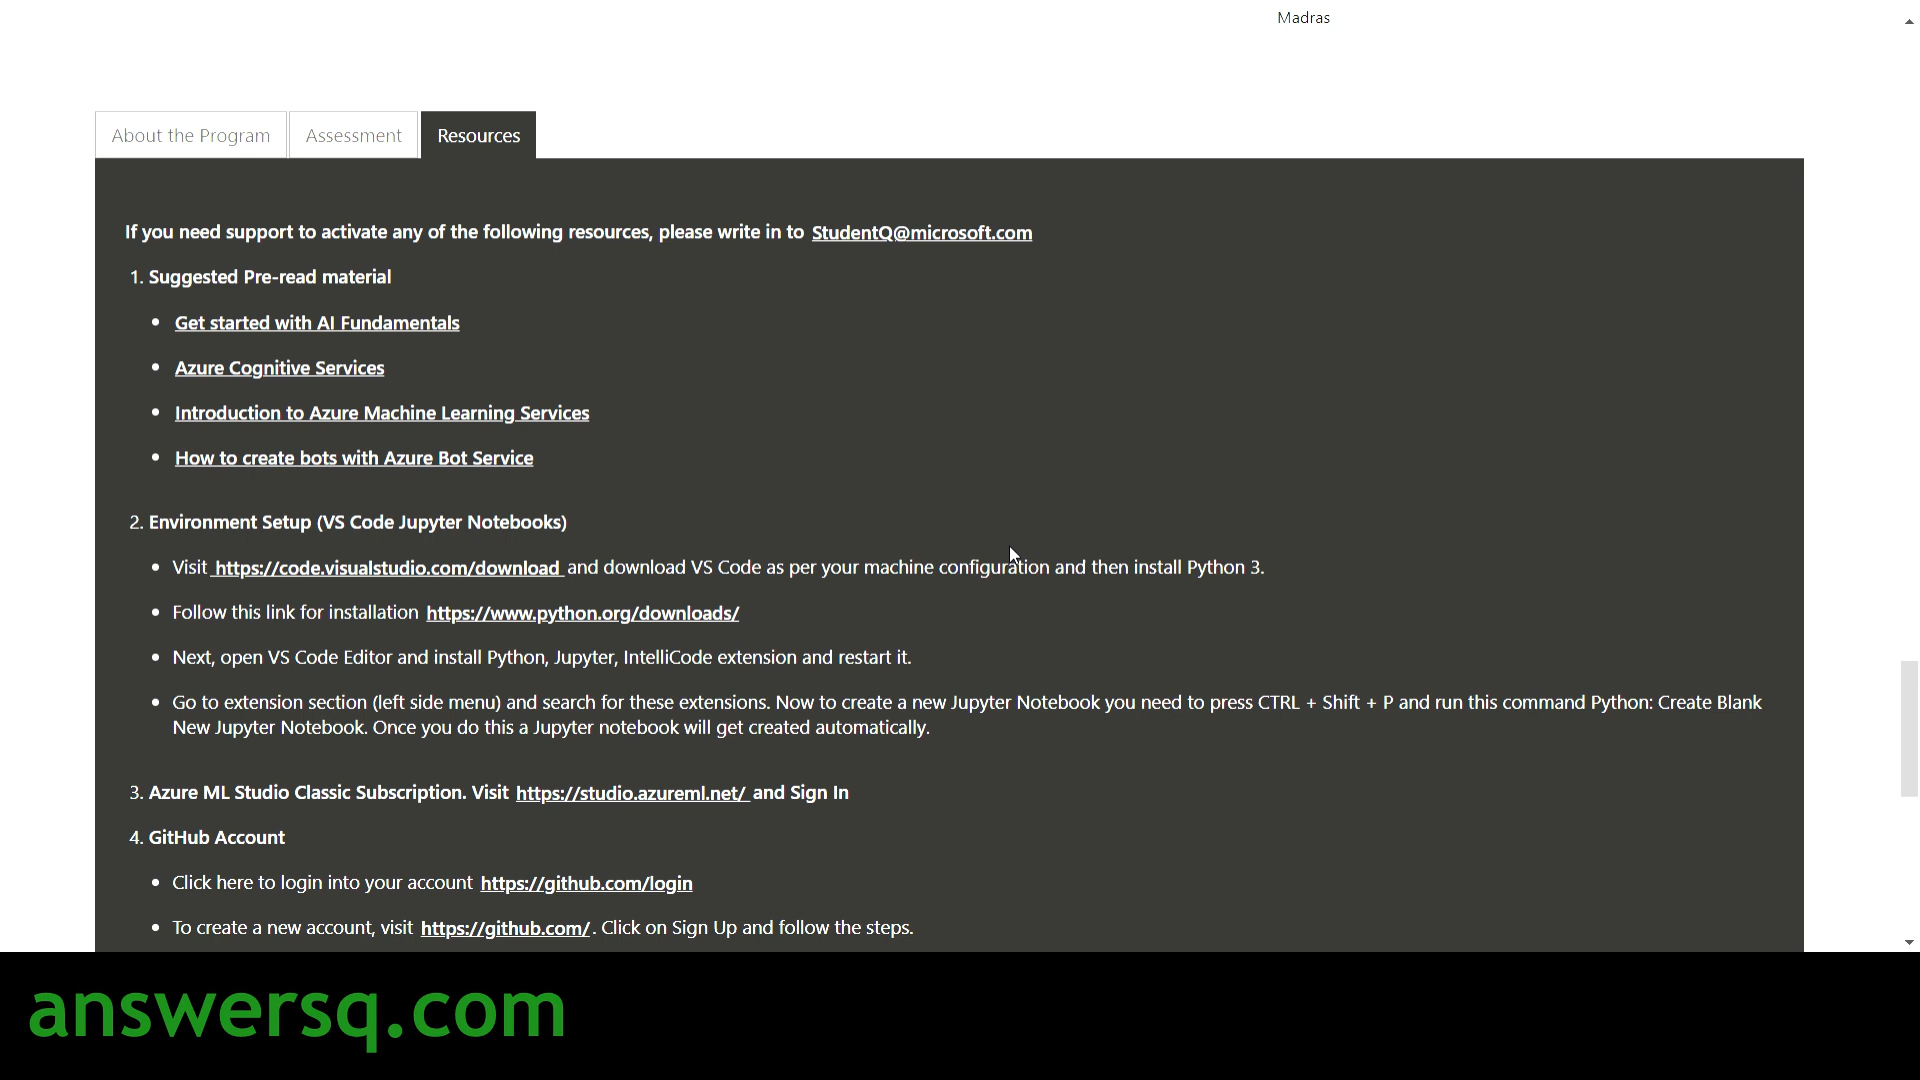 Madras
About the Program
Assessment
Resources
If you need support to activate any of the following resources, please write in to StudentQ@microsoft.com
1. Suggested Pre-read material
• Get started with AI Fundamentals
• Azure Cognitive Services
• Introduction to Azure Machine Learning Services
• How to create bots with Azure Bot Service
2. Environment Setup (VS Code Jupyter Notebooks)
• Visit https://code.visualstudio.com/download and download VS Code as per your machine configuration and then install Python 3.
• Follow this link for installation https://www.python.org/downloads/
• Next, open VS Code Editor and install Python, Jupyter, IntelliCode extension and restart it.
• Go to extension section (left side menu) and search for these extensions. Now to create a new Jupyter Notebook you need to press CTRL + Shift + P and run this command Python: Create Blank
New Jupyter Notebook. Once you do this a Jupyter notebook will get created automatically.
3. Azure ML Studio Classic Subscription. Visit https://studio.azureml.net/ and Sign In
4. GitHub Account
• Click here to login into your account https://github.com/login
• To create a new account, visit https://github.com/. Click on Sign Up and follow the steps.
answersq.com